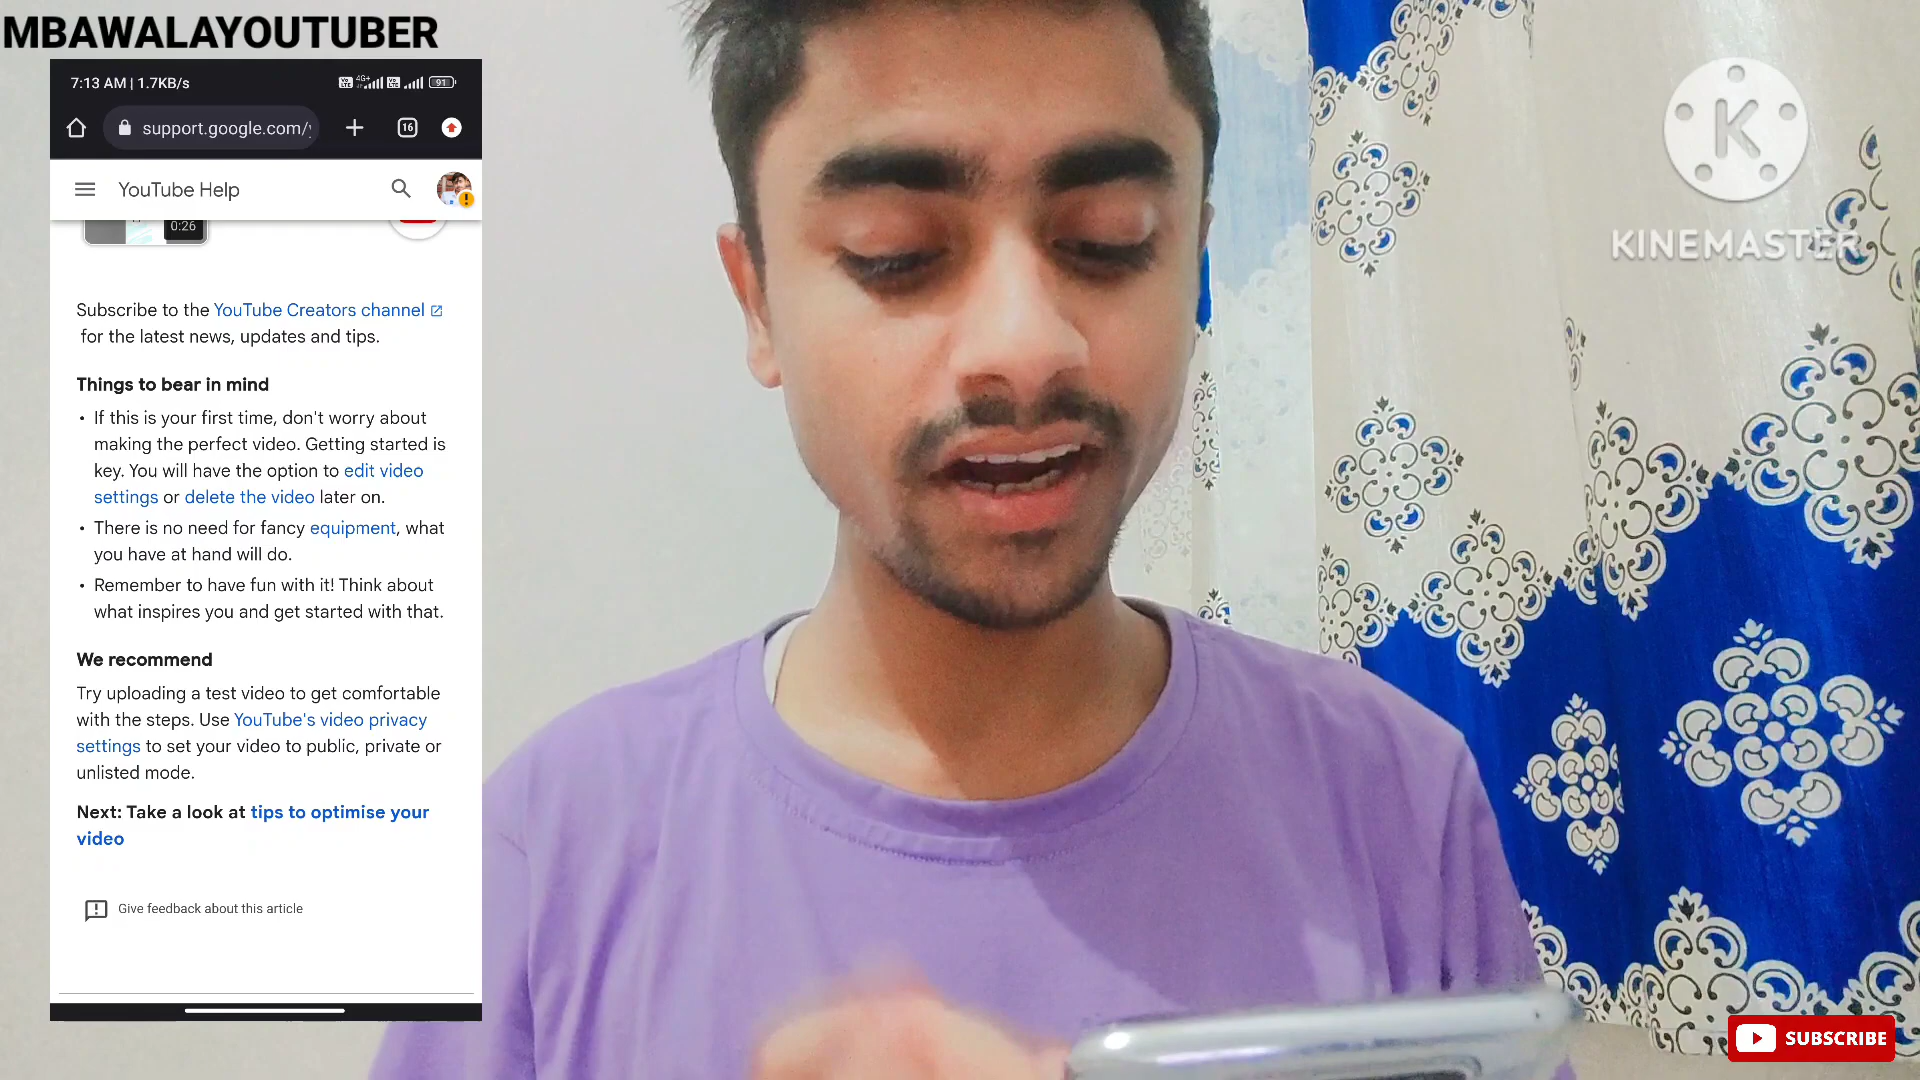 MBAWALAYOUTUBER
7:13 AM | 1.7KB/s
4G+
91
support.google.com/
16
YouTube Help
0:26
Subscribe to the YouTube Creators channel
for the latest news, updates and tips.
Things to bear in mind
• If this is your first time, don't worry about
making the perfect video. Getting started is
key. You will have the option to edit video
settings or delete the video later on.
• There is no need for fancy equipment, what
you have at hand will do.
• Remember to have fun with it! Think about
what inspires you and get started with that.
We recommend
Try uploading a test video to get comfortable
with the steps. Use YouTube's video privacy
settings to set your video to public, private or
unlisted mode.
Next: Take a look at tips to optimise your
video
Give feedback about this article
K
KINEMASTER
SUBSCRIBE